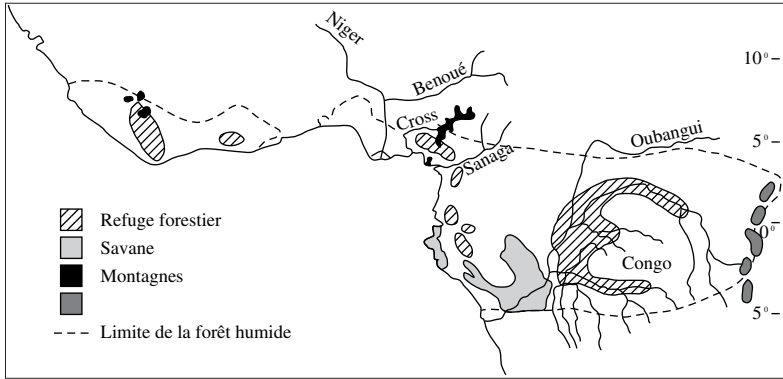 Niger
Benoué
Cross
Sanaga
Oubangui
Congo
10°
5°
0°
5°
Refuge forestier
Savane
Montagnes
Limite de la forêt humide